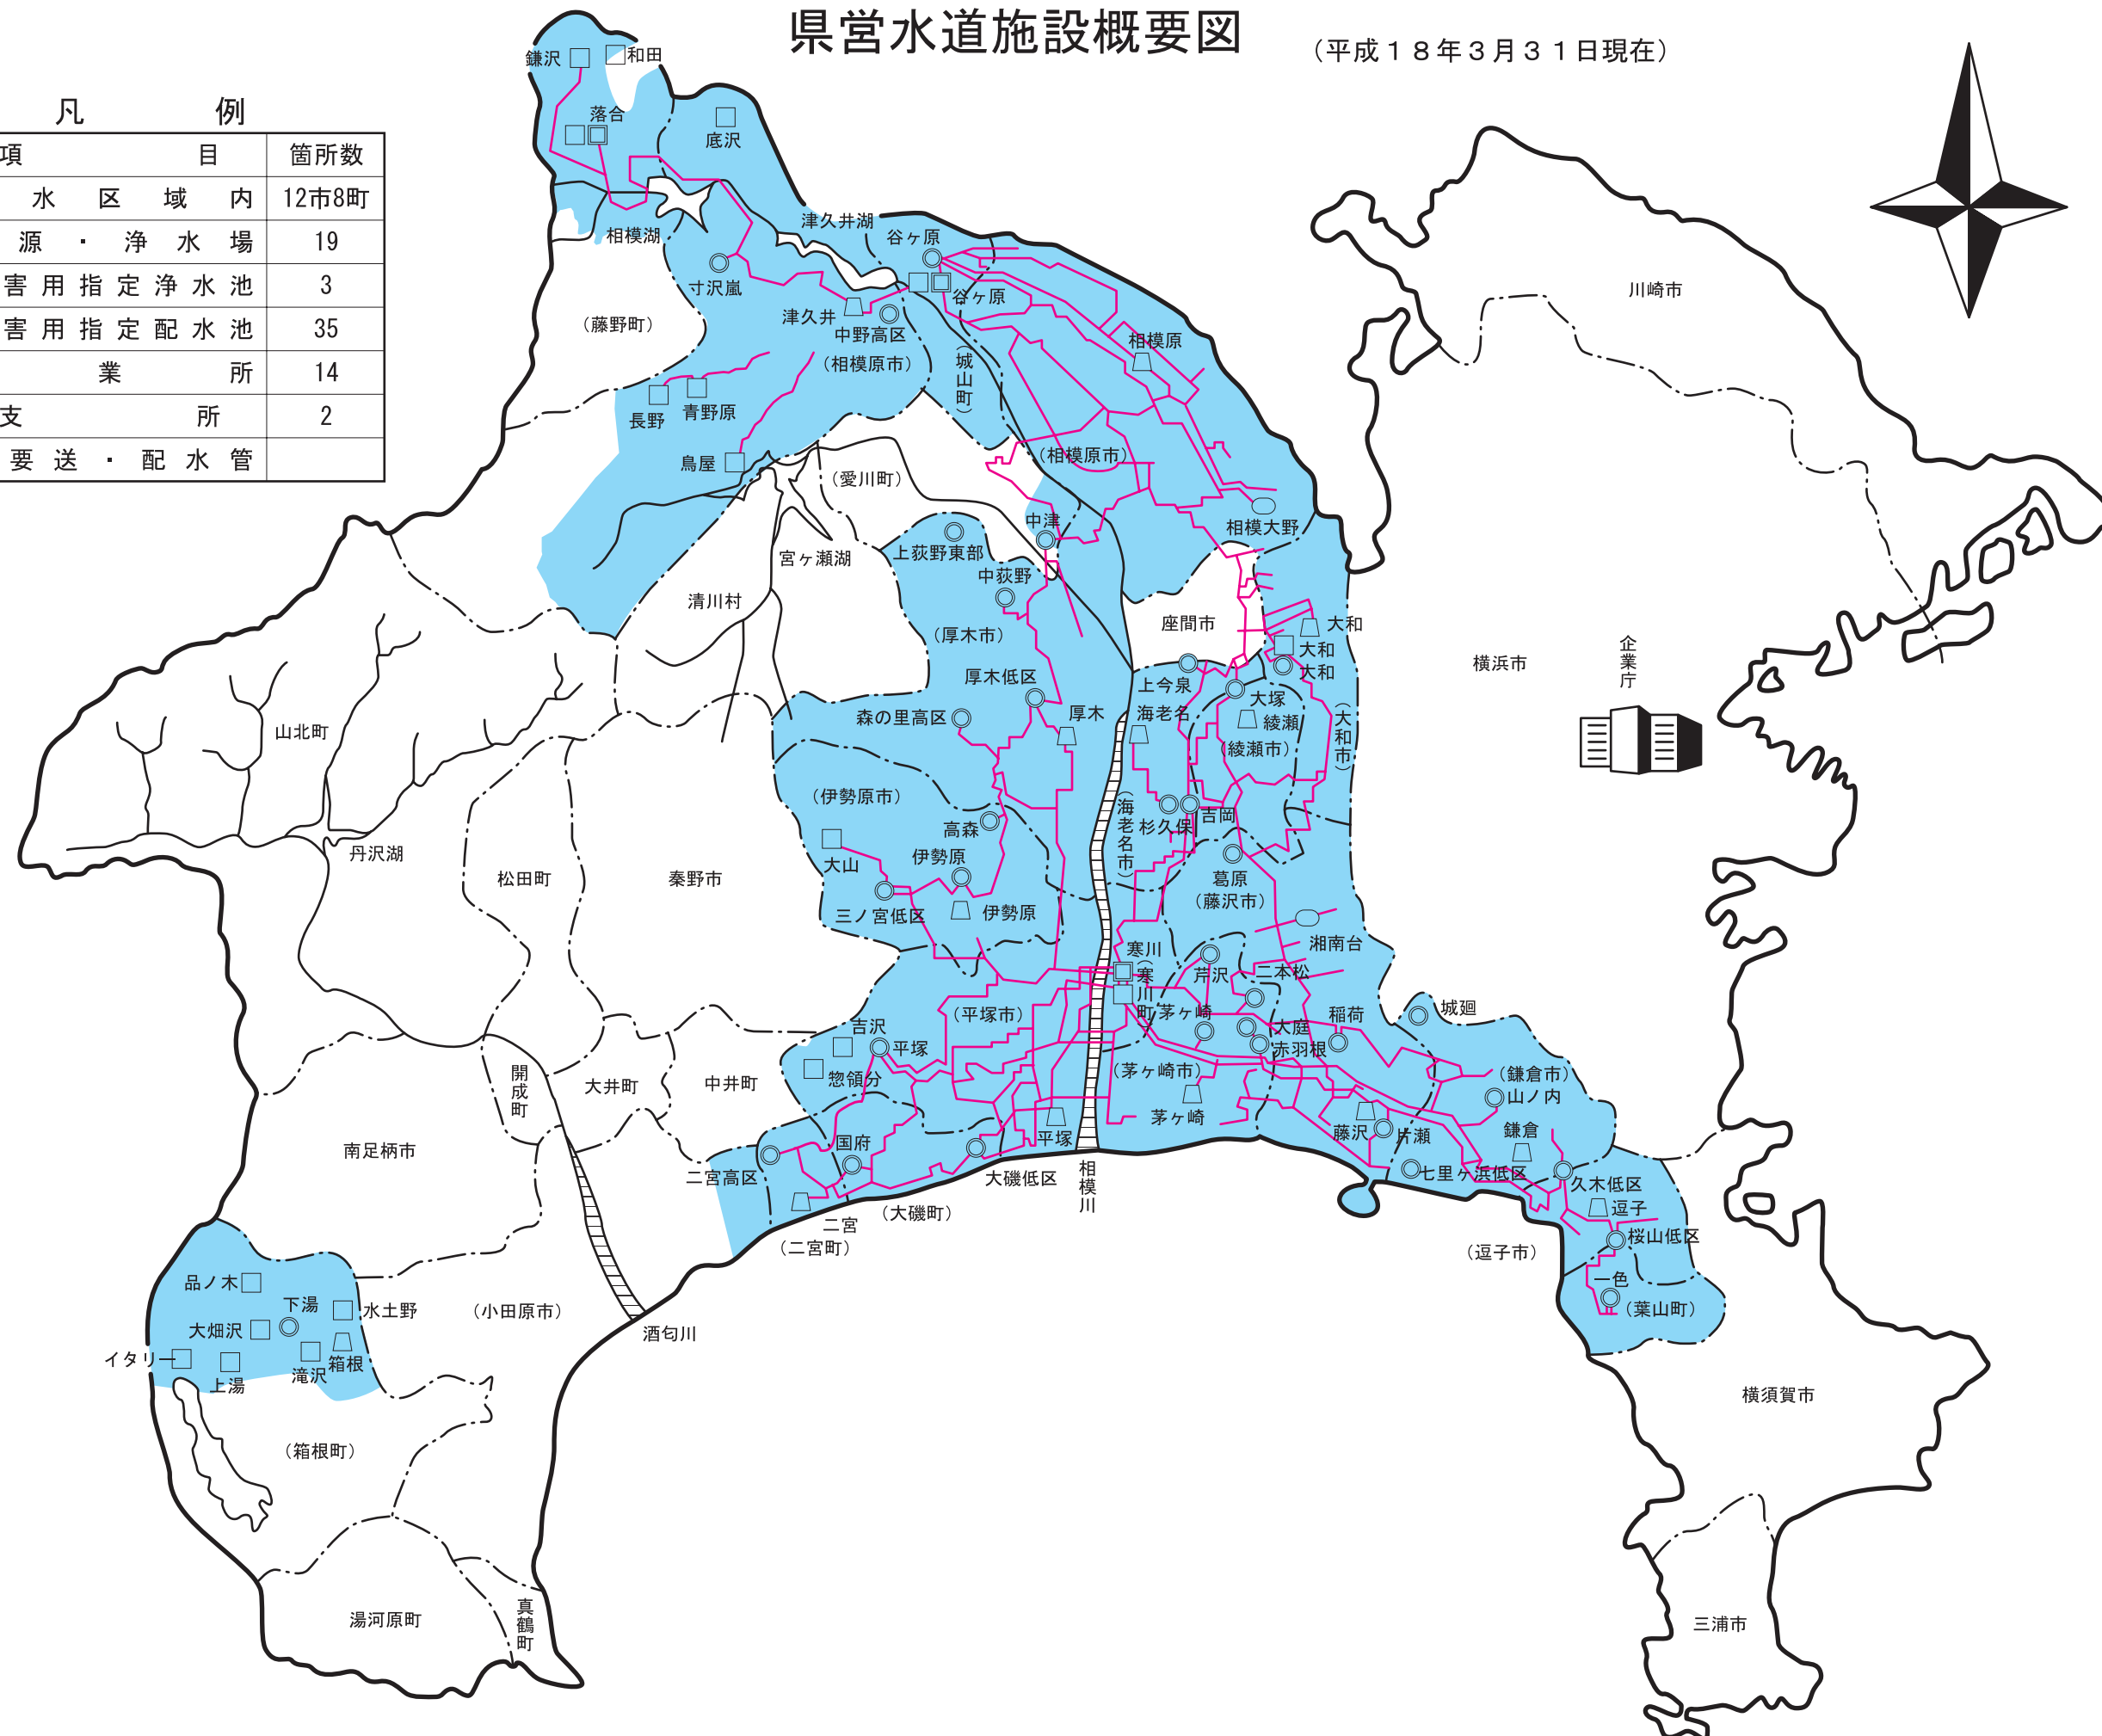 県営水道施設概要図
（平成１８年３月３１日現在）
凡例
項目 箇所数
水区域内 12市8町
源・浄水場 19
害用指定浄水池 3
害用指定配水池 35
業所 14
支所 2
要送・配水管
鎌沢
和田
落合
底沢
津久井湖
谷ヶ原
相模湖
寸沢嵐
谷ヶ原
川崎市
津久井
中野高区
（藤野町）
相模原
（相模原市）
（城山町）
長野
青野原
鳥屋
（相模原市）
（愛川町）
中津
相模大野
上荻野東部
宮ヶ瀬湖
中荻野
清川村
（厚木市）
座間市
大和
大和
大和
横浜市
企業庁
厚木低区
上今泉
大塚
森の里高区
厚木
海老名
綾瀬
（綾瀬市）
（大和市）
山北町
（伊勢原市）
（海老名市）
高森
杉久保
吉岡
丹沢湖
大山
伊勢原
松田町
秦野市
葛原
（藤沢市）
三ノ宮低区
伊勢原
湘南台
寒川
（寒川町）
芹沢
二本松
（平塚市）
茅ヶ崎
稲荷
城廻
吉沢
平塚
大庭
赤羽根
惣領分
（茅ヶ崎市）
（鎌倉市）
開成町
大井町
中井町
山ノ内
茅ヶ崎
南足柄市
国府
平塚
藤沢
片瀬
鎌倉
二宮高区
大磯低区
相模川
七里ヶ浜低区
久木低区
逗子
二宮
（大磯町）
（二宮町）
（逗子市）
桜山低区
品ノ木
一色
下湯
水土野
（小田原市）
（葉山町）
大畑沢
酒匂川
イタリー
上湯
滝沢
箱根
横須賀市
（箱根町）
湯河原町
真鶴町
三浦市